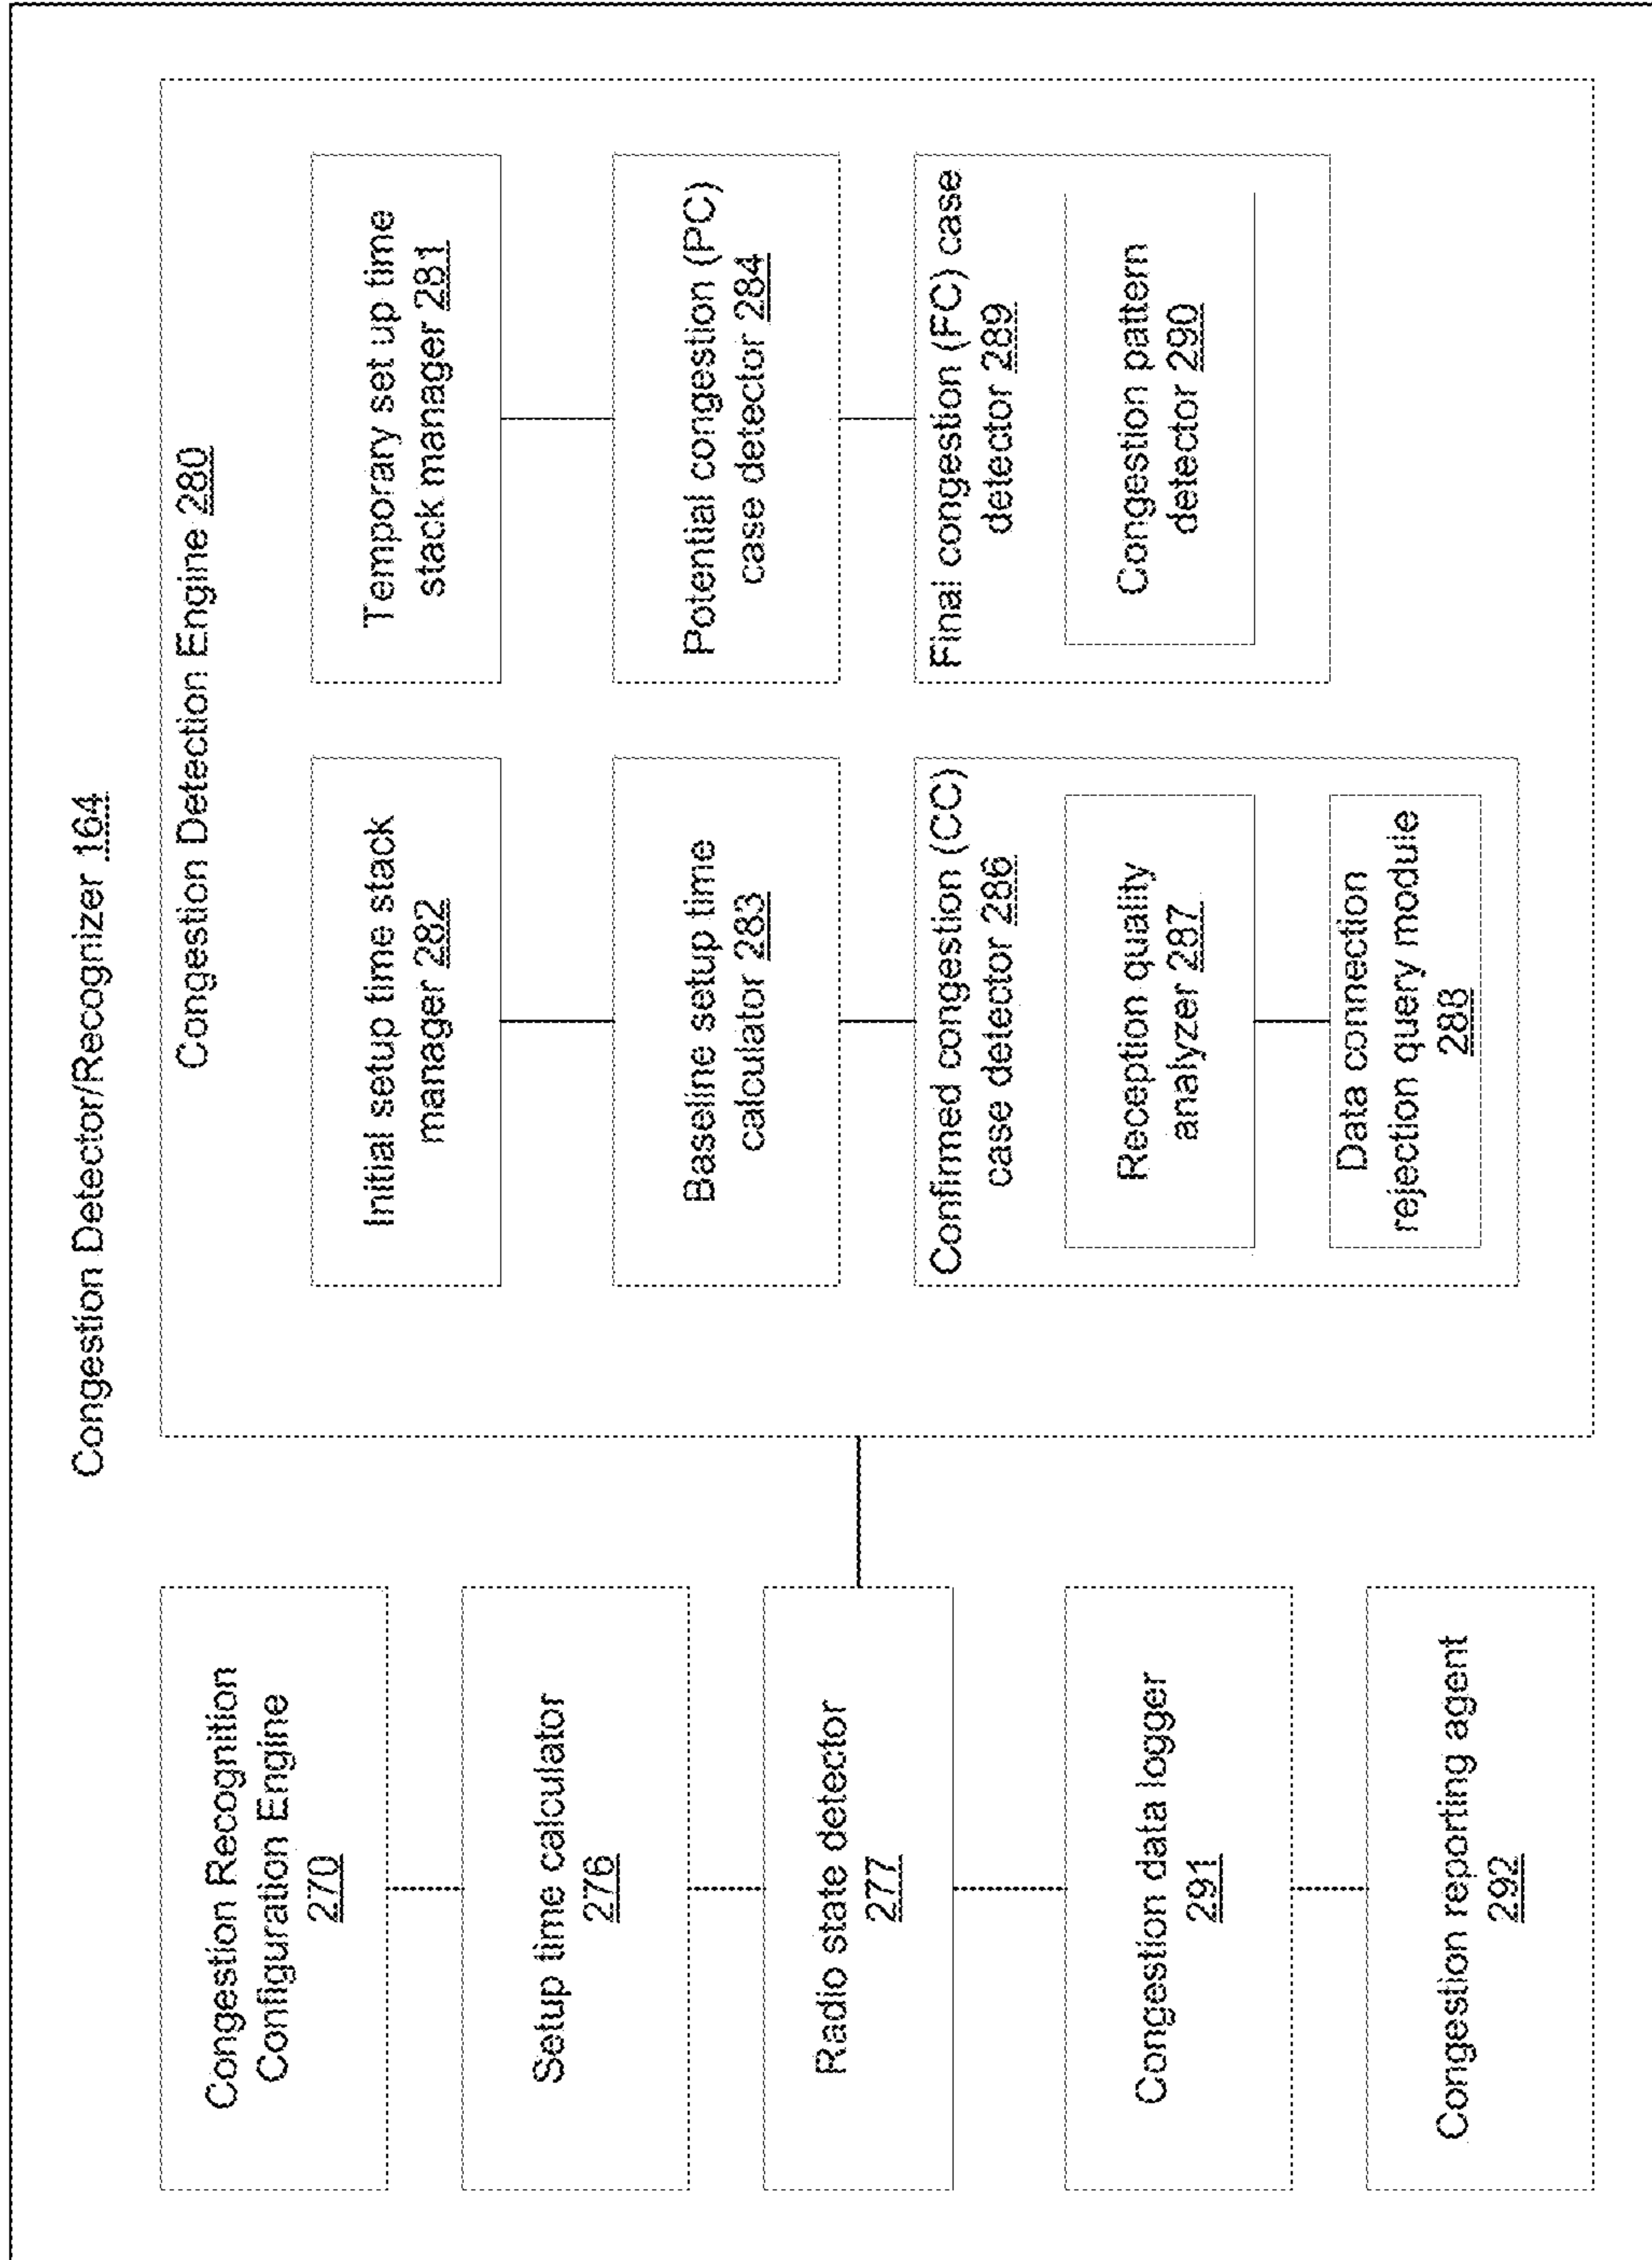 Congestion Detector/Recognizer 164
Congestion Recognition
Configuration Engine
270
Setup time calculator
276
Radio state detector
277
Congestion data logger
291
Congestion reporting agent
292
Congestion Detection Engine 280
Initial setup time stack
manager 282
Baseline setup time
calculator 283
Confirmed congestion (CC)
case detector 286
Reception quality
analyzer 287
Data connection
rejection query module
288
Temporary set up time
stack manager 281
Potential congestion (PC)
case detector 284
Final congestion (FC) case
detector 289
Congestion pattern
detector 290